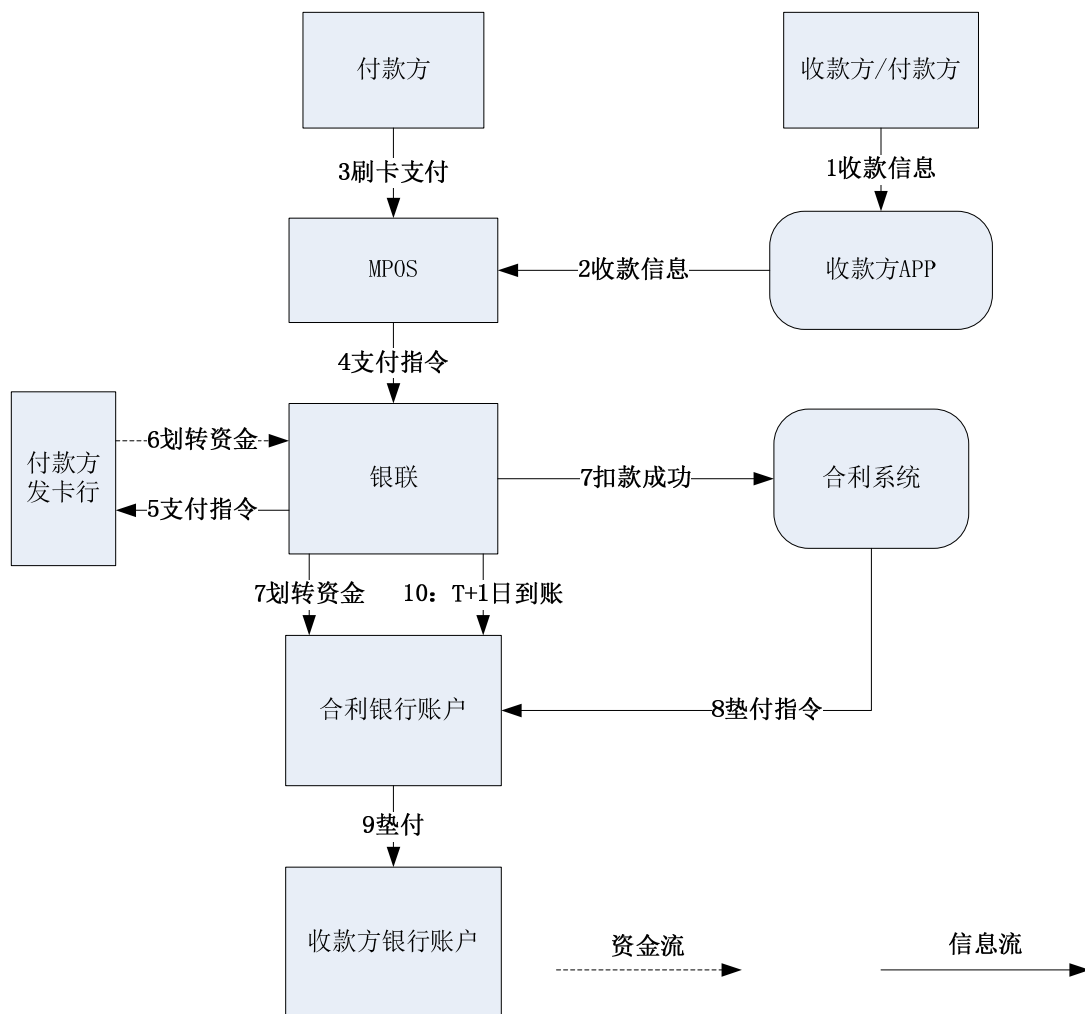 付款方
收款方/付款方
3刷卡支付
1收款信息
MPOS
2收款信息
收款方APP
4支付指令
付款方
发卡行
6划转资金
5支付指令
银联
7扣款成功
合利系统
7划转资金
10：T+1日到账
合利银行账户
8垫付指令
9垫付
收款方银行账户
资金流
信息流